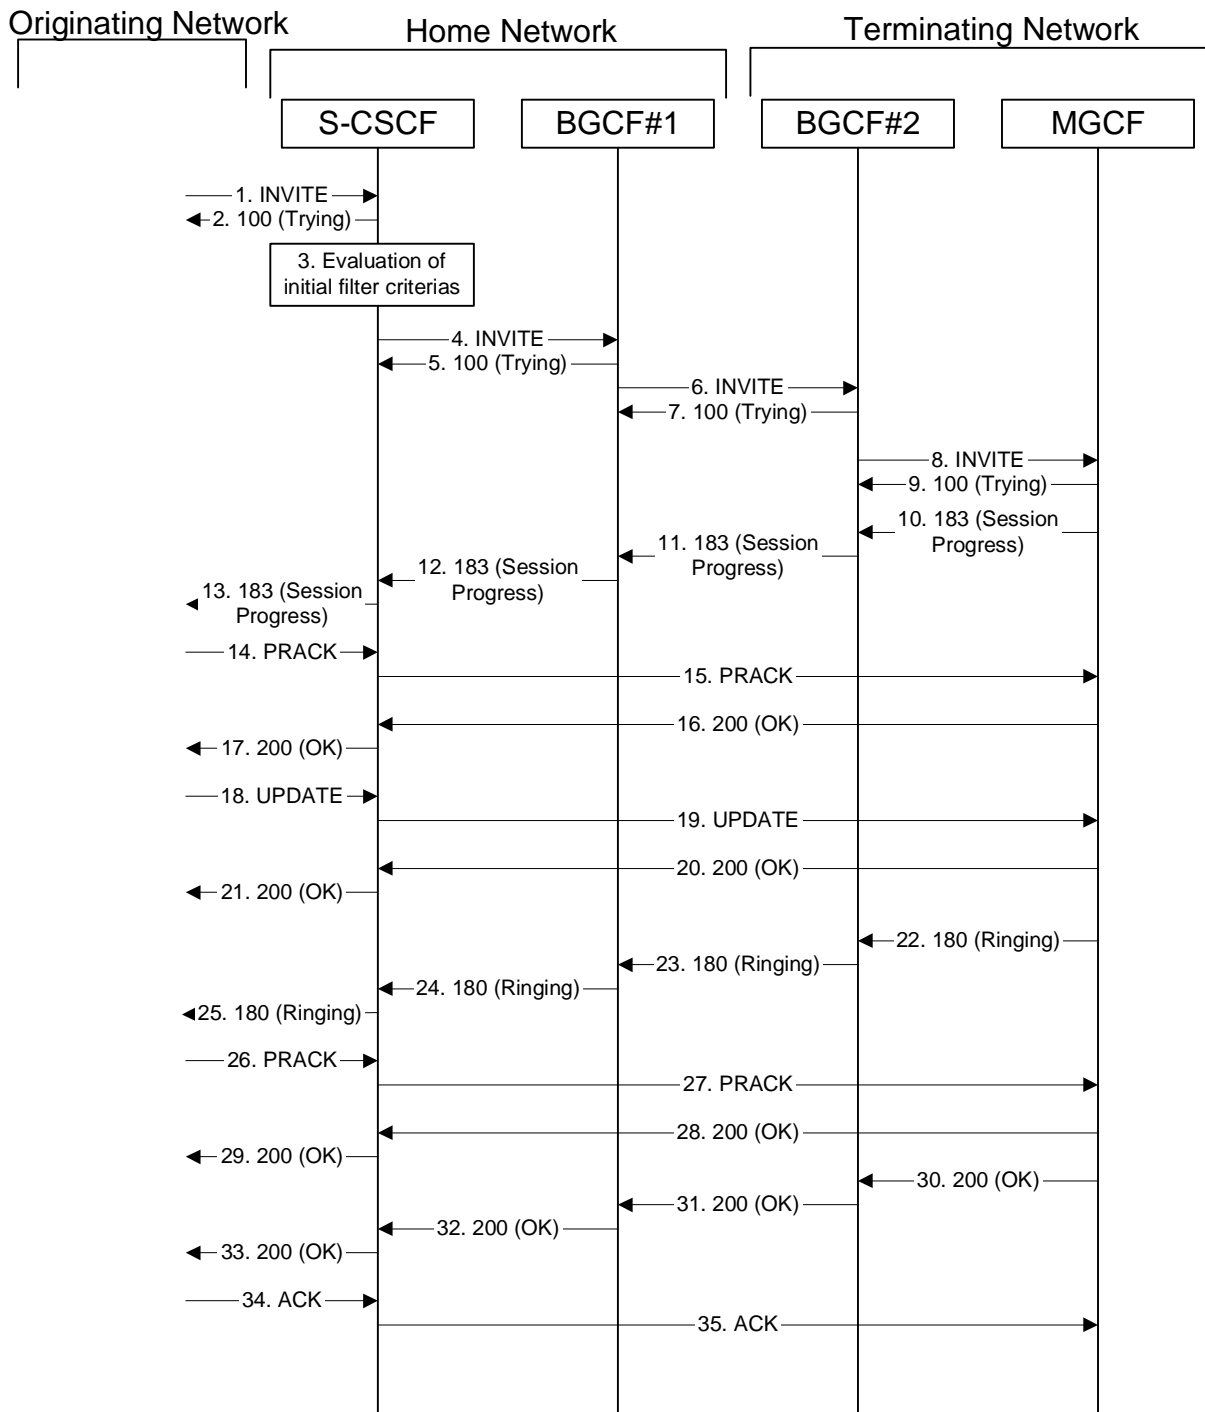 Originating Network
Home Network
Terminating Network
S-CSCF
BGCF#1
BGCF#2
MGCF
1. INVITE
2. 100 (Trying)
3. Evaluation of
initial filter criterias
4. INVITE
5. 100 (Trying)
6. INVITE
7. 100 (Trying)
8. INVITE
9. 100 (Trying)
10. 183 (Session
Progress)
11. 183 (Session
Progress)
12. 183 (Session
Progress)
13. 183 (Session
Progress)
14. PRACK
15. PRACK
16. 200 (OK)
17. 200 (OK)
18. UPDATE
19. UPDATE
20. 200 (OK)
21. 200 (OK)
22. 180 (Ringing)
23. 180 (Ringing)
24. 180 (Ringing)
25. 180 (Ringing)
26. PRACK
27. PRACK
28. 200 (OK)
29. 200 (OK)
30. 200 (OK)
31. 200 (OK)
32. 200 (OK)
33. 200 (OK)
34. ACK
35. ACK